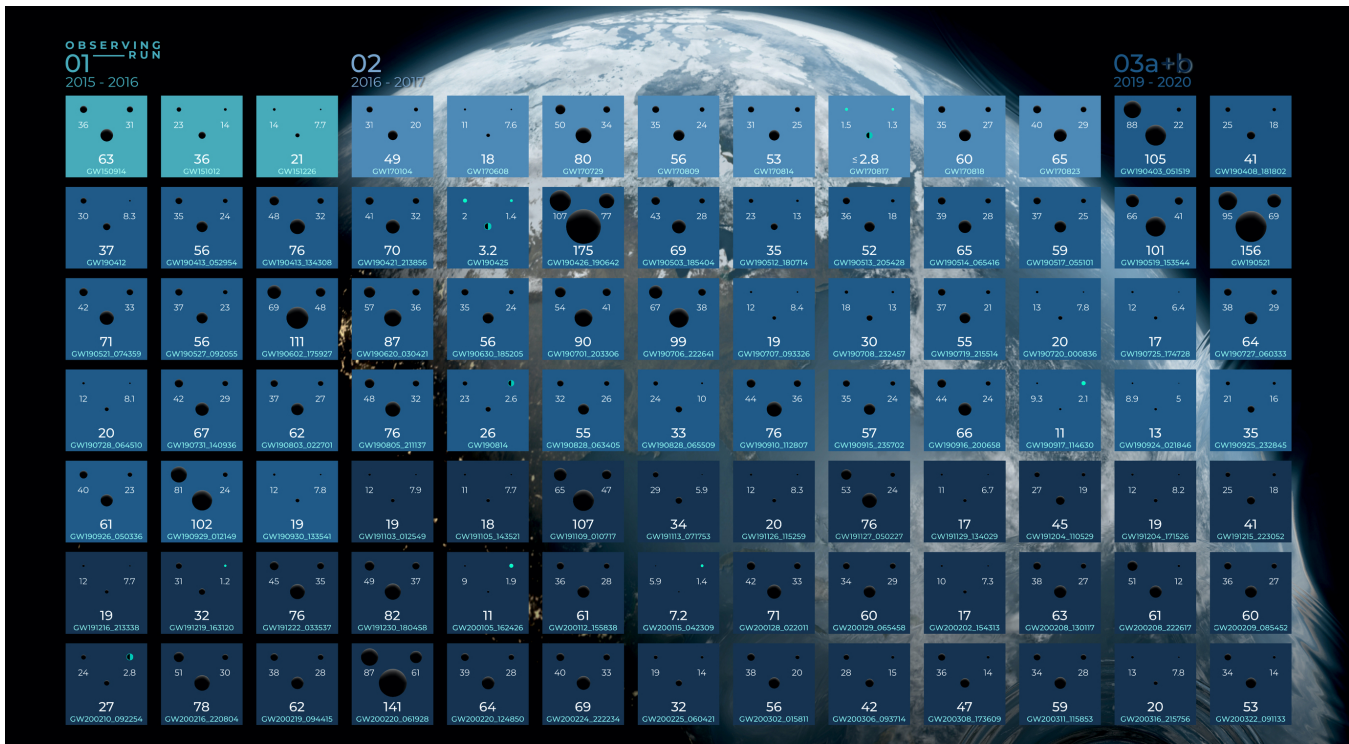 OBSERVING
01 RUN
2015 - 2016
02
2016 - 2017
03a+b
2019 - 2020
36 31 23 14 14 7.7 31 20 11 7.6 50 34 35 24 31 25 1.5 1.3 35 27 40 29 88 22 25 18
63 36 21 49 18 80 56 53 ≤ 2.8 60 65 105 41
GW150914 GW151012 GW151226 GW170104 GW170608 GW170729 GW170809 GW170814 GW170817 GW170818 GW170823 GW190403_051519 GW190408_181802
30 8.3 35 24 48 32 41 32 2 1.4 107 77 43 28 23 13 36 18 39 28 37 25 66 41 95 69
37 56 76 70 3.2 175 69 35 52 65 59 101 156
GW190412 GW190413_052954 GW190413_134308 GW190421_213856 GW190425 GW190426_190642 GW190503_185404 GW190512_180714 GW190513_205428 GW190514_065416 GW190517_055101 GW190519_153544 GW190521
42 33 37 23 69 48 57 36 35 24 54 41 67 38 12 8.4 18 13 37 21 13 7.8 12 6.4 38 29
71 56 111 87 56 90 99 19 30 55 20 17 64
GW190521_074359 GW190527_092055 GW190602_175927 GW190620_030421 GW190630_185205 GW190701_203306 GW190706_222641 GW190707_093326 GW190708_232457 GW190719_215514 GW190720_000836 GW190725_174728 GW190727_060333
12 8.1 42 29 37 27 48 32 23 2.6 32 26 24 10 44 36 35 24 44 24 9.3 2.1 8.9 5 21 16
20 67 62 76 26 55 33 76 57 66 11 13 35
GW190728_064510 GW190731_140936 GW190803_022701 GW190805_211137 GW190814 GW190828_063405 GW190828_065509 GW190910_112807 GW190915_235702 GW190916_200658 GW190917_114630 GW190924_021846 GW190925_232845
40 23 81 24 12 7.8 12 7.9 11 7.7 65 47 29 5.9 12 8.3 53 24 11 6.7 27 19 12 8.2 25 18
61 102 19 19 18 107 34 20 76 17 45 19 41
GW190926_050336 GW190929_012149 GW190930_133541 GW191103_012549 GW191105_143521 GW191109_010717 GW191113_071753 GW191126_115259 GW191127_050227 GW191129_134029 GW191204_110529 GW191204_171526 GW191215_223052
12 7.7 31 1.2 45 35 49 37 9 1.9 36 28 5.9 1.4 42 33 34 29 10 7.3 38 27 51 12 36 27
19 32 76 82 11 61 7.2 71 60 17 63 61 60
GW191216_213338 GW191219_163120 GW191222_033537 GW191230_180458 GW200105_162426 GW200112_155838 GW200115_042309 GW200128_022011 GW200129_065458 GW200202_154313 GW200208_130117 GW200208_222617 GW200209_085452
24 2.8 51 30 38 28 87 61 39 28 40 33 19 14 38 20 28 15 36 14 34 28 13 7.8 34 14
27 78 62 141 64 69 32 56 42 47 59 20 53
GW200210_092254 GW200216_220804 GW200219_094415 GW200220_061928 GW200220_124850 GW200224_222234 GW200225_060421 GW200302_015811 GW200306_093714 GW200308_173609 GW200311_115853 GW200316_215756 GW200322_091133